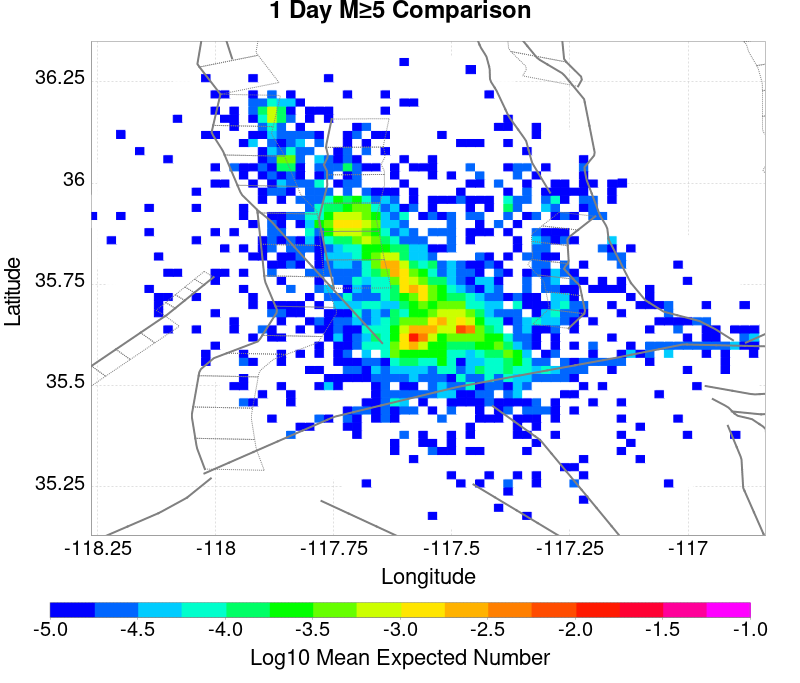 1 Day M≥5 Comparison
36.25
36
35.75
35.5
35.25
Latitude
-118.25 -118 -117.75 -117.5 -117.25 -117
Longitude
-5.0 -4.5 -4.0 -3.5 -3.0 -2.5 -2.0 -1.5 -1.0
Log10 Mean Expected Number